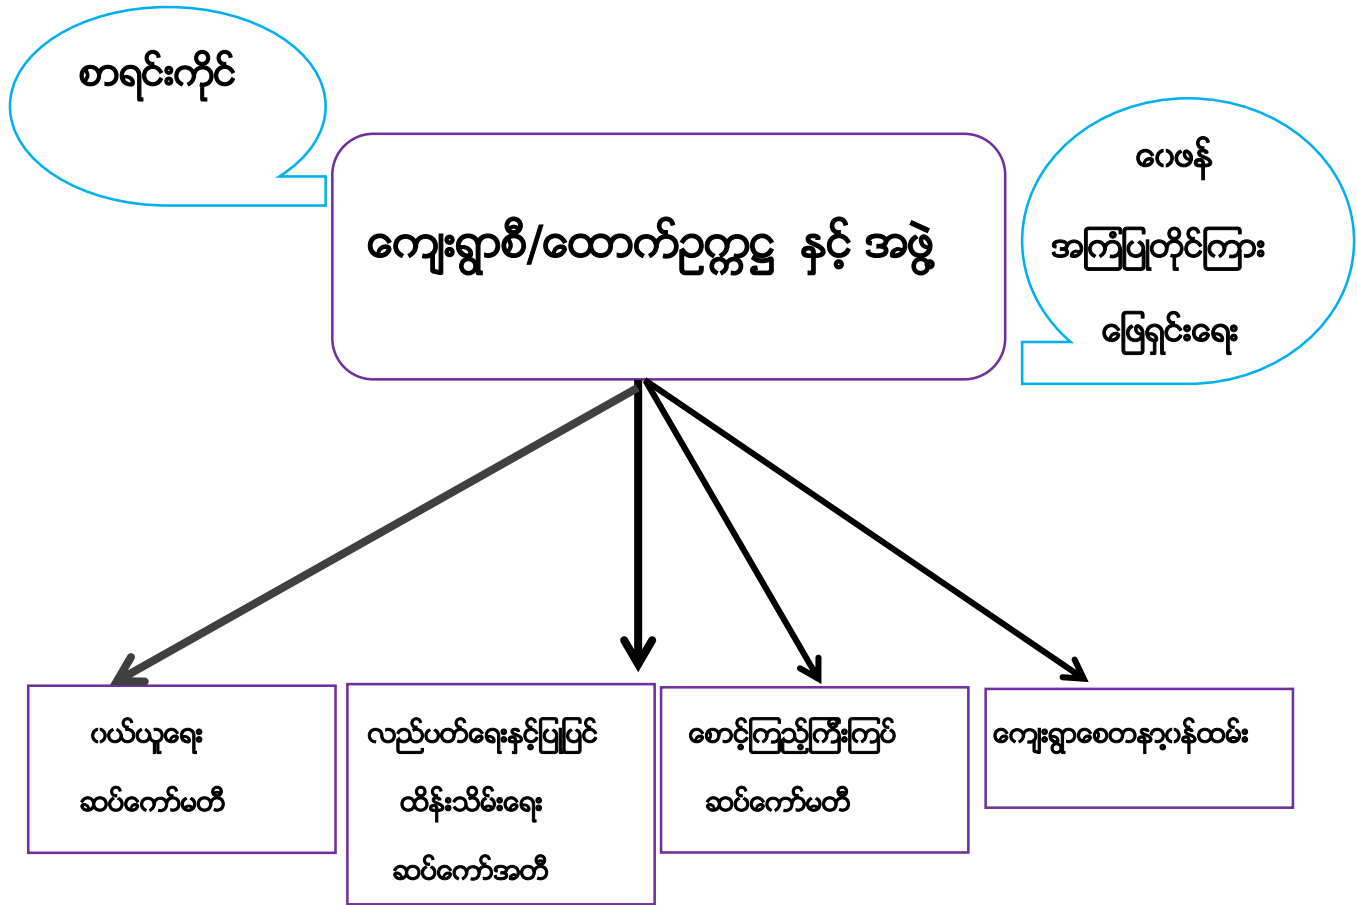 စာရင်းကိုင်
ဝေဖန်
အကြံပြုတိုင်ကြား
ဖြေရှင်းရေး
ကျေးရွာစီ/ထောက်ဥက္ကဋ္ဌ နှင့် အဖွဲ့
ဝယ်ယူရေး
ဆပ်ကော်မတီ
လည်ပတ်ရေးနှင့်ပြုပြင်
ထိန်းသိမ်းရေး
ဆပ်ကော်အတီ
စောင့်ကြည့်ကြီးကြပ်
ဆပ်ကော်မတီ
ကျေးရွာစေတနာ့ဝန်ထမ်း